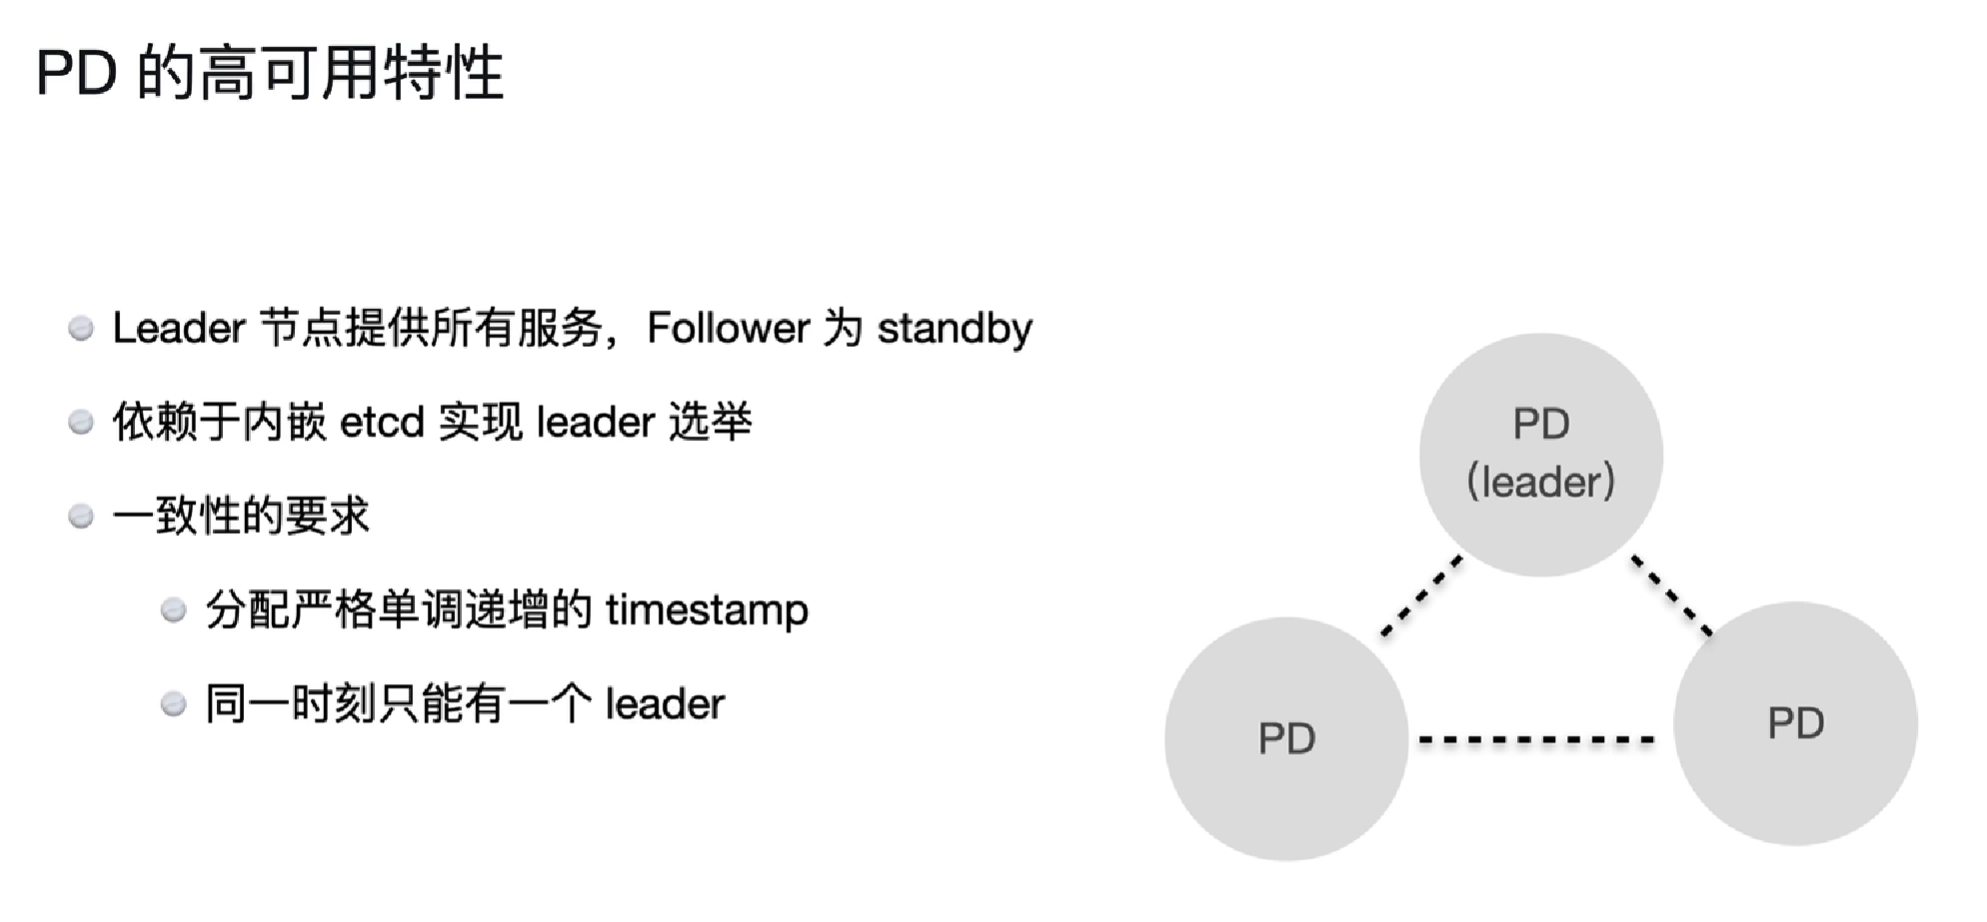 PD 的高可用特性
Leader 节点提供所有服务，Follower 为 standby
依赖于内嵌 etcd 实现 leader 选举
一致性的要求
分配严格单调递增的 timestamp
同一时刻只能有一个 leader
PD
(leader)
PD
PD